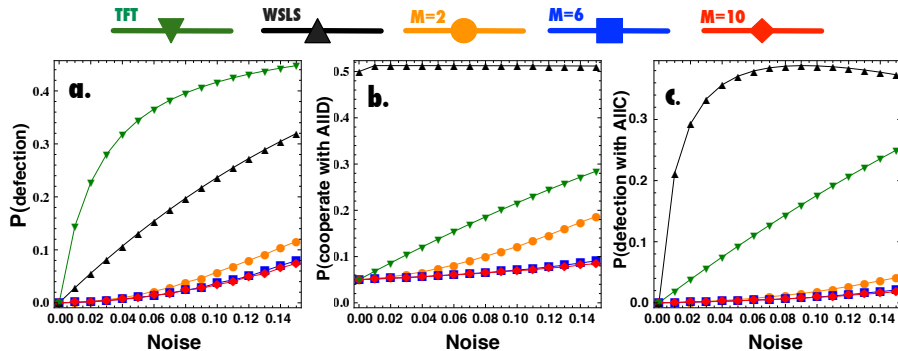 TFT WSLS M=2 M=6 M=10
a. b. c.
P(defection)
0.4
0.3
0.2
0.1
0.0
0.00 0.02 0.04 0.06 0.08 0.10 0.12 0.14
Noise
P(cooperate with AllD)
0.5
0.4
0.3
0.2
0.1
0.0
0.00 0.02 0.04 0.06 0.08 0.10 0.12 0.14
Noise
P(defection with AllC)
0.3
0.2
0.1
0.0
0.00 0.02 0.04 0.06 0.08 0.10 0.12 0.14
Noise